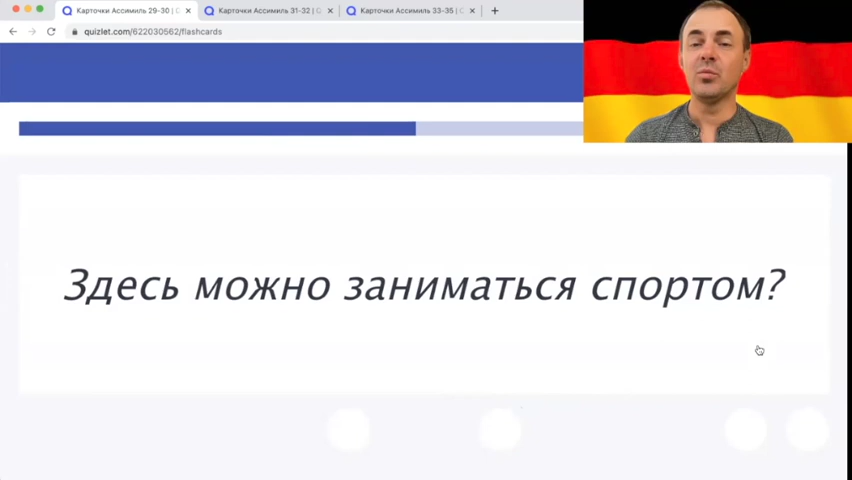 Карточки Ассимиль 29-30 |
Карточки Ассимиль 31-32 |
Карточки Ассимиль 33-35 |
quizlet.com/622030562/flashcards
Здесь можно заниматься спортом?